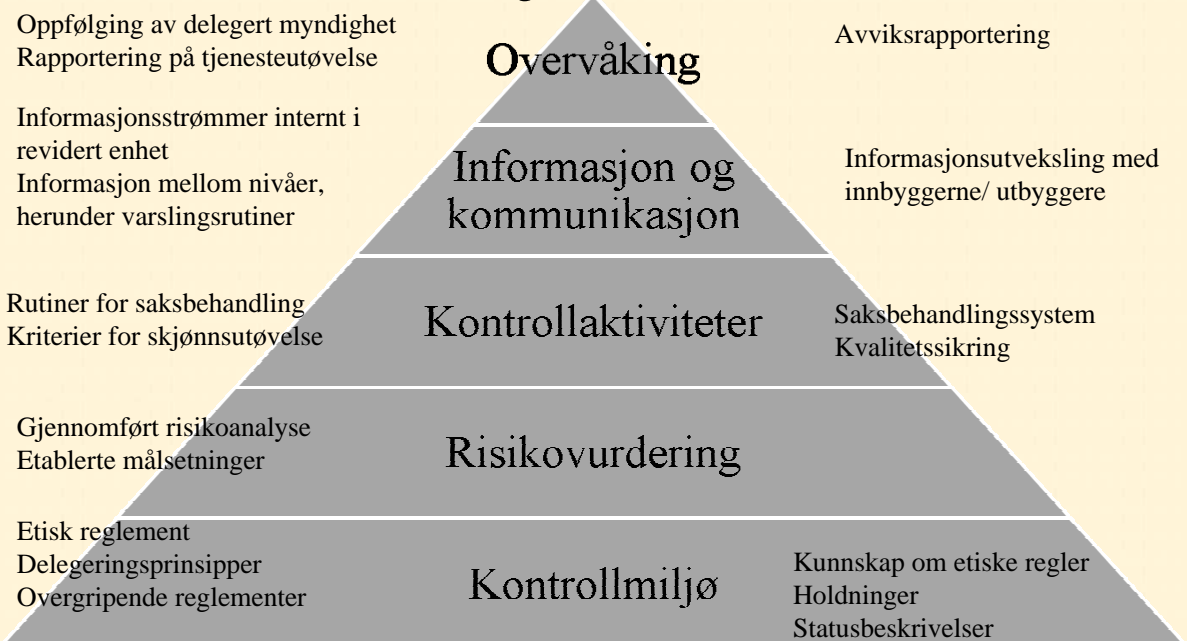 Oppfølging av delegert myndighet
Rapportering på tjenesteutøvelse
Overvåking
Avviksrapportering
Informasjonsstrømmer internt i
revidert enhet
Informasjon mellom nivåer,
herunder varslingsrutiner
Informasjon og
kommunikasjon
Informasjonsutveksling med
innbyggerne/ utbyggere
Rutiner for saksbehandling
Kriterier for skjønnsutøvelse
Kontrollaktiviteter
Saksbehandlingssystem
Kvalitetssikring
Gjennomført risikoanalyse
Etablerte målsetninger
Risikovurdering
Etisk reglement
Delegeringsprinsipper
Overgripende reglementer
Kontrollmiljø
Kunnskap om etiske regler
Holdninger
Statusbeskrivelser